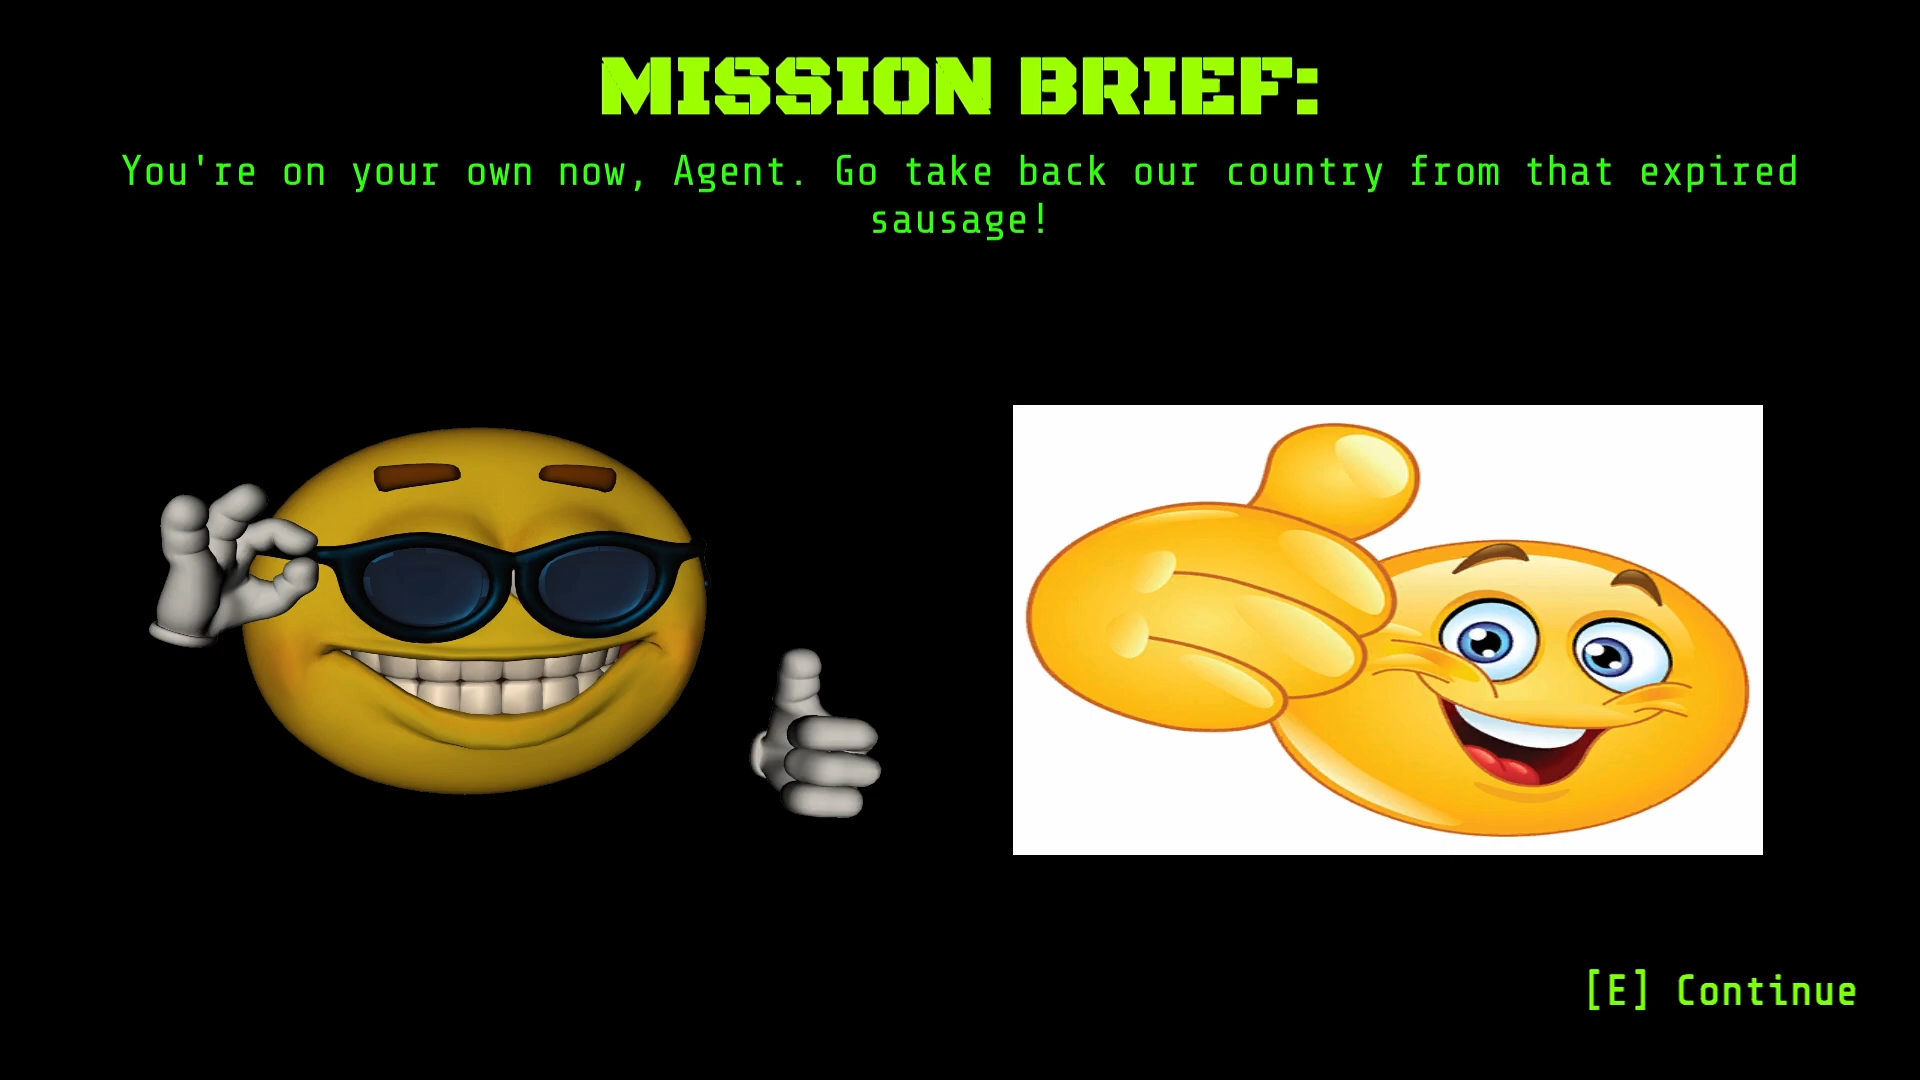 MISSION BRIEF:
You're on your own now, Agent. Go take back our country from that expired
sausage!
[E] Continue